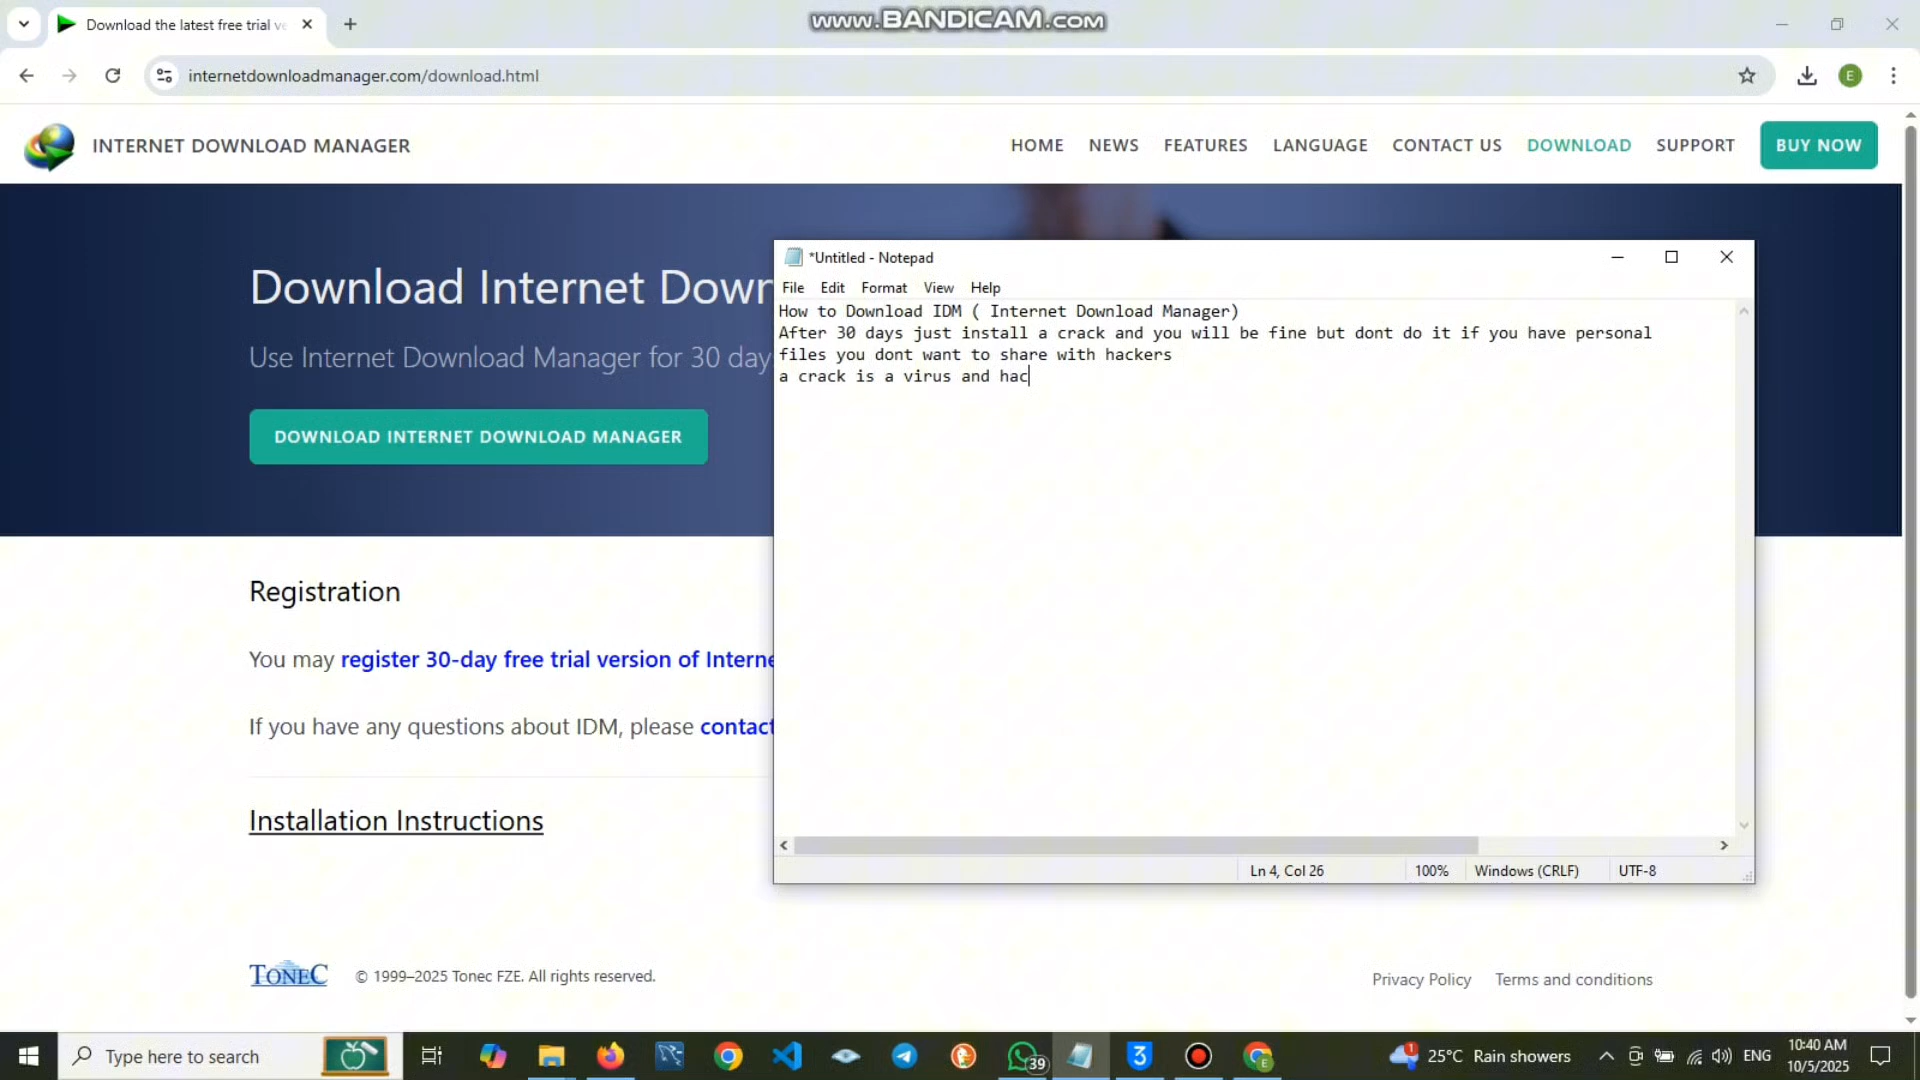 Download the latest free trial ve
www.BANDICAM.com
internetdownloadmanager.com/download.html
E
INTERNET DOWNLOAD MANAGER
HOME NEWS FEATURES LANGUAGE CONTACT US DOWNLOAD SUPPORT BUY NOW
Download Internet Down
Use Internet Download Manager for 30 day
DOWNLOAD INTERNET DOWNLOAD MANAGER
*Untitled - Notepad
File Edit Format View Help
How to Download IDM ( Internet Download Manager)
After 30 days just install a crack and you will be fine but dont do it if you have personal
files you dont want to share with hackers
a crack is a virus and hac
Ln 4, Col 26 100% Windows (CRLF) UTF-8
Registration
You may register 30-day free trial version of Interne
If you have any questions about IDM, please contact
Installation Instructions
TONEC © 1999–2025 Tonec FZE. All rights reserved.
Privacy Policy Terms and conditions
Type here to search
39
3
E
1
25°C Rain showers
ENG
10:40 AM
10/5/2025